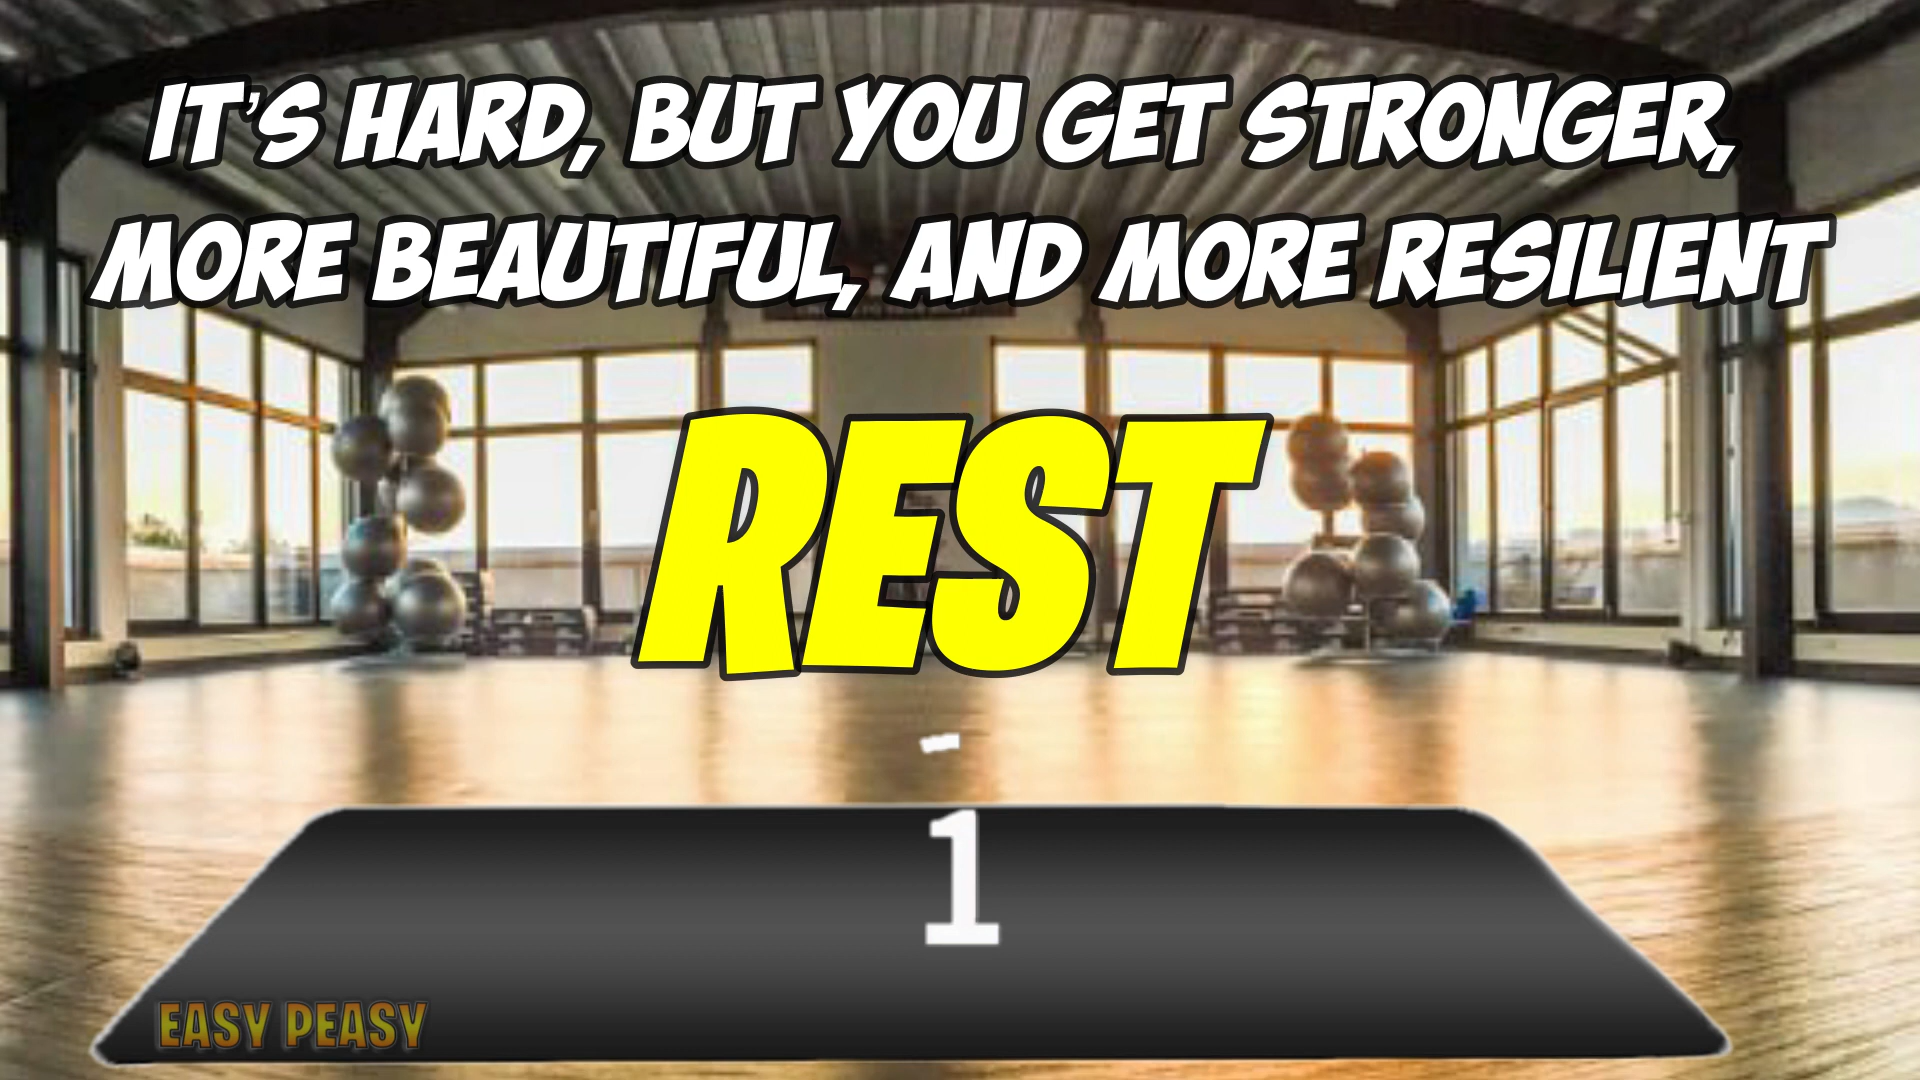 IT'S HARD, BUT YOU GET STRONGER,
MORE BEAUTIFUL, AND MORE RESILIENT
REST
1
EASY PEASY